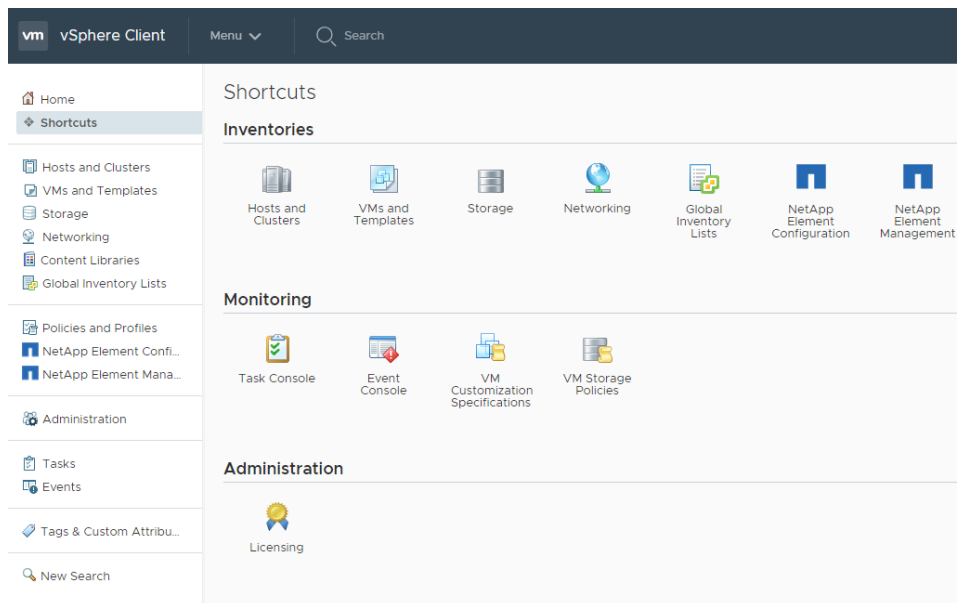 vm vSphere Client Menu Search
Home
Shortcuts
Hosts and Clusters
VMs and Templates
Storage
Networking
Content Libraries
Global Inventory Lists
Policies and Profiles
NetApp Element Confi...
NetApp Element Mana...
Administration
Tasks
Events
Tags & Custom Attribu...
New Search
Shortcuts
Inventories
Hosts and
Clusters
VMs and
Templates
Storage
Networking
Global
Inventory
Lists
NetApp
Element
Configuration
NetApp
Element
Management
Monitoring
Task Console
Event
Console
VM
Customization
Specifications
VM Storage
Policies
Administration
Licensing